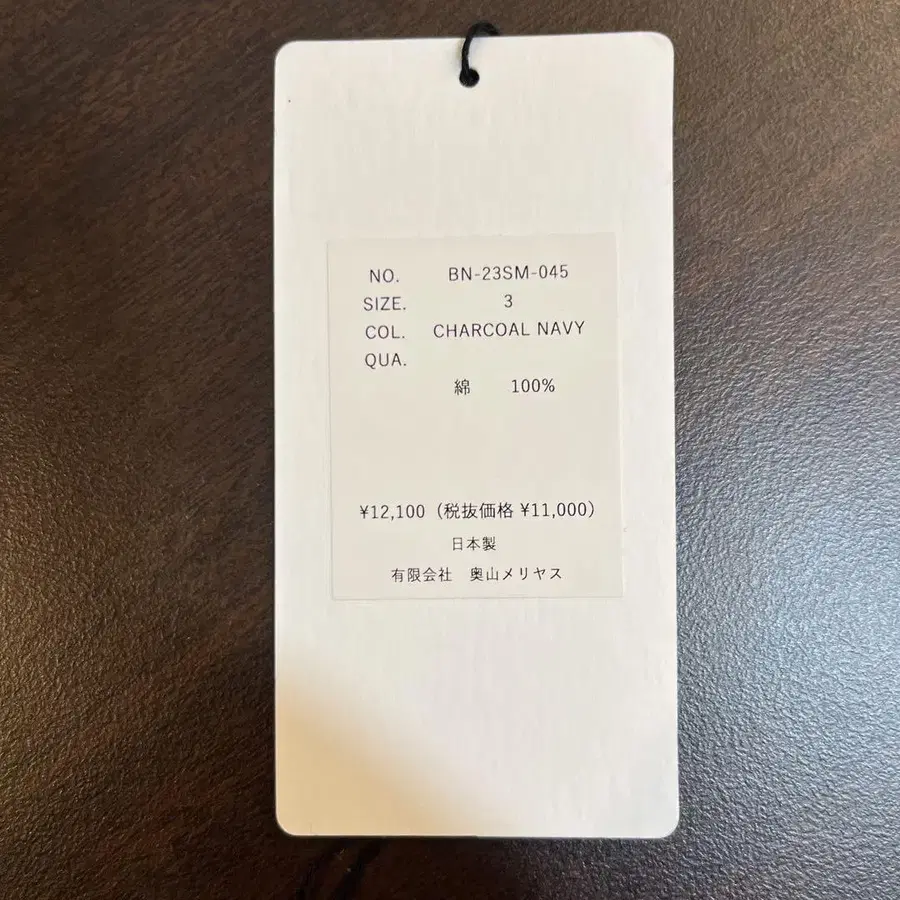 NO. BN-23SM-045
SIZE. 3
COL. CHARCOAL NAVY
QUA.
綿 100%
¥12,100（税抜価格 ¥11,000）
日本製
有限会社 奥山メリヤス